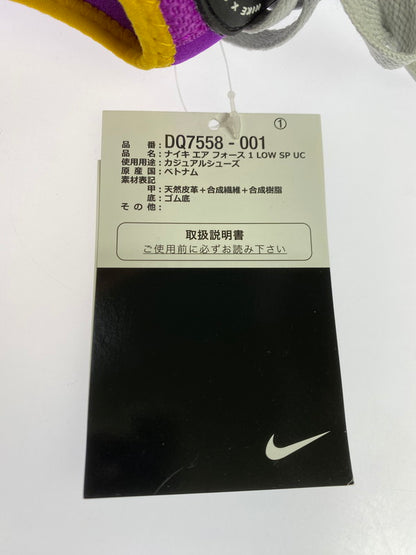 NIKE X
①
品 番: DQ7558 - 001
品 名: ナイキ エア フォース 1 LOW SP UC
使用用途: カジュアルシューズ
原 産 国: ベトナム
素材表記
甲: 天然皮革+合成繊維+合成樹脂
底: ゴム底
そ の 他:
取扱説明書
ご使用前に必ずお読み下さい